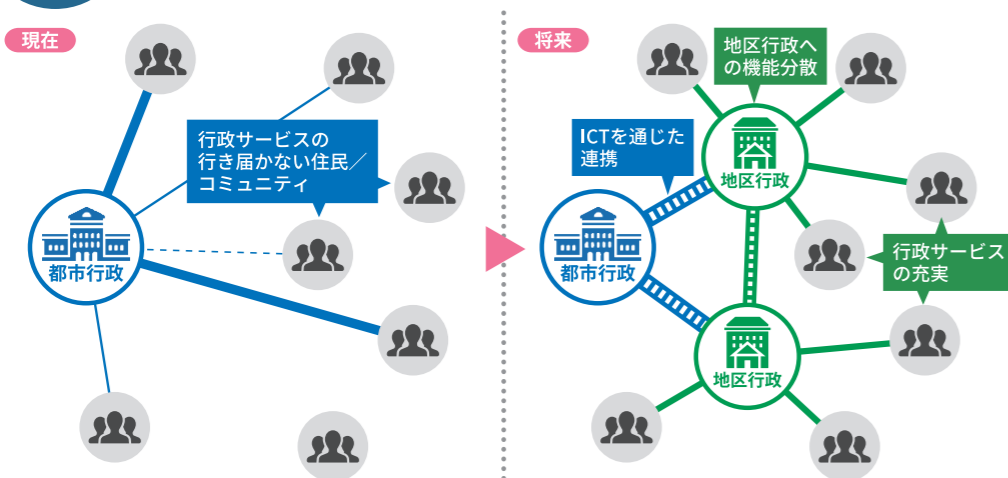 現在
行政サービスの
行き届かない住民／
コミュニティ
都市行政
将来
地区行政へ
の機能分散
ICTを通じた
連携
地区行政
都市行政
行政サービス
の充実
地区行政